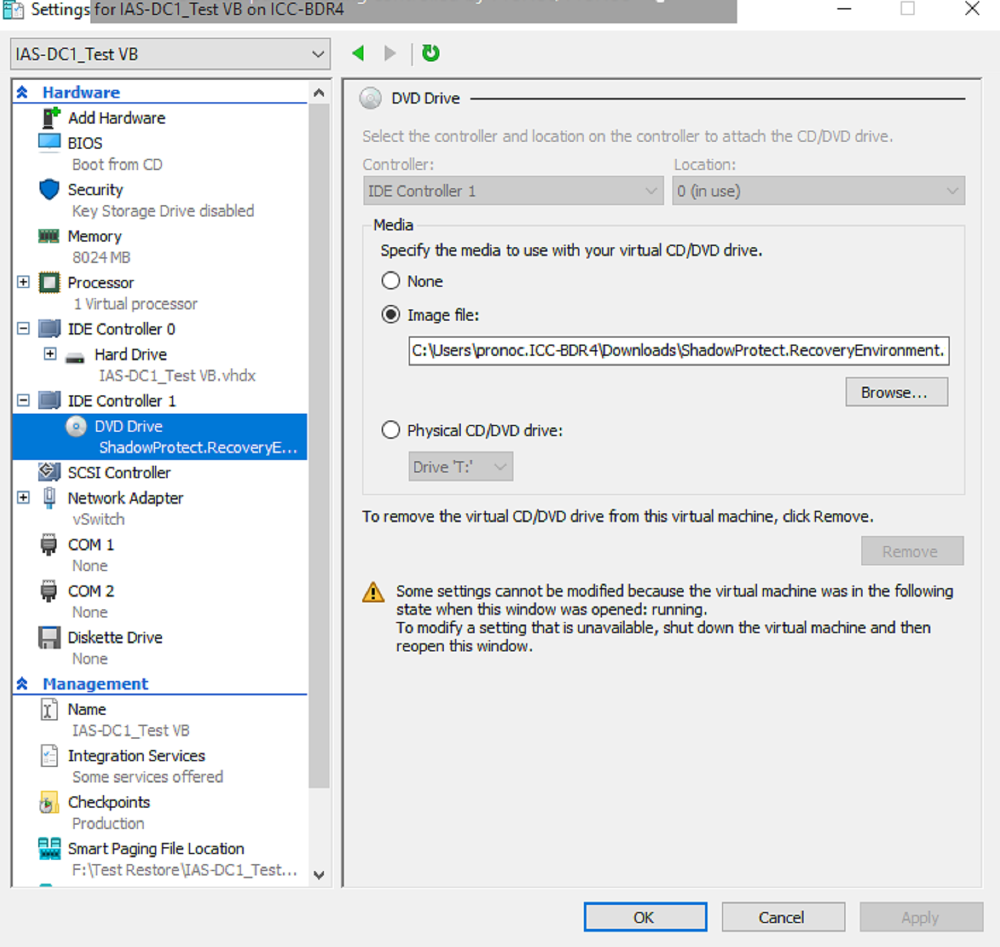 Settings for IAS-DC1_Test VB on ICC-BDR4
IAS-DC1_Test VB
Hardware
Add Hardware
BIOS
Boot from CD
Security
Key Storage Drive disabled
Memory
8024 MB
Processor
1 Virtual processor
IDE Controller 0
Hard Drive
IAS-DC1_Test VB.vhdx
IDE Controller 1
DVD Drive
ShadowProtect.RecoveryE...
SCSI Controller
Network Adapter
vSwitch
COM 1
None
COM 2
None
Diskette Drive
None
Management
Name
IAS-DC1_Test VB
Integration Services
Some services offered
Checkpoints
Production
Smart Paging File Location
F:\Test Restore\IAS-DC1_Test...
DVD Drive
Select the controller and location on the controller to attach the CD/DVD drive.
Controller:
Location:
IDE Controller 1
0 (in use)
Media
Specify the media to use with your virtual CD/DVD drive.
None
Image file:
C:\Users\pronoc.ICC-BDR4\Downloads\ShadowProtect.RecoveryEnvironment.
Browse...
Physical CD/DVD drive:
Drive 'T:'
To remove the virtual CD/DVD drive from this virtual machine, click Remove.
Remove
Some settings cannot be modified because the virtual machine was in the following
state when this window was opened: running.
To modify a setting that is unavailable, shut down the virtual machine and then
reopen this window.
OK
Cancel
Apply